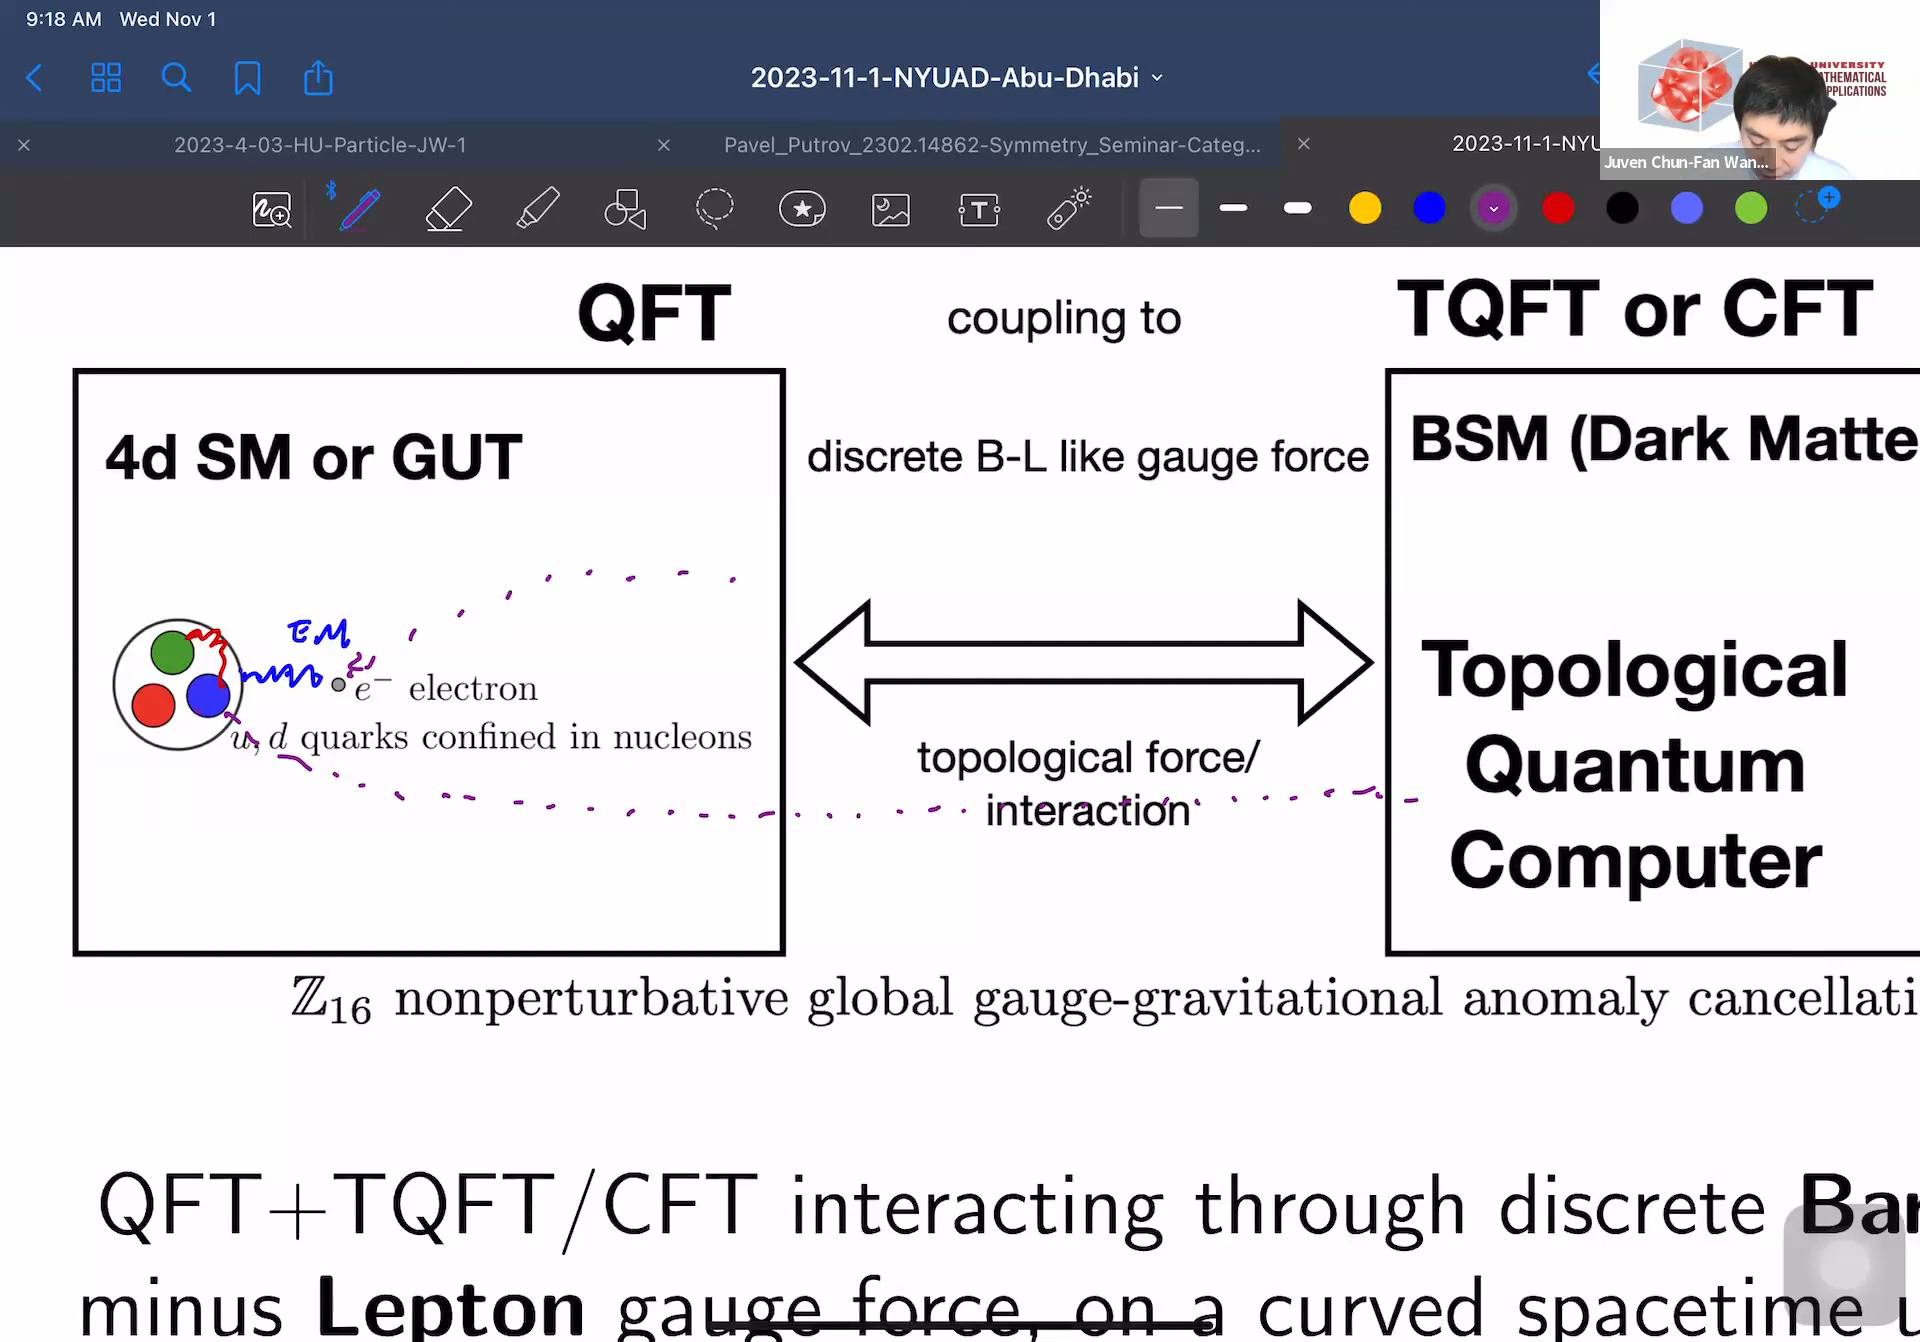 9:18 AM Wed Nov 1
2023-11-1-NYUAD-Abu-Dhabi
UNIVERSITY
ATHEMATICAL
PPLICATIONS
2023-4-03-HU-Particle-JW-1
Pavel_Putrov_2302.14862-Symmetry_Seminar-Categ...
2023-11-1-NYU
Juven Chun-Fan Wan...
QFT
coupling to
TQFT or CFT
4d SM or GUT
discrete B-L like gauge force
BSM (Dark Matte
EM
e⁻ electron
u, d quarks confined in nucleons
topological force/
interaction
Topological
Quantum
Computer
ℤ₁₆ nonperturbative global gauge-gravitational anomaly cancellati
QFT+TQFT/CFT interacting through discrete Bar
minus Lepton gauge force, on a curved spacetime u